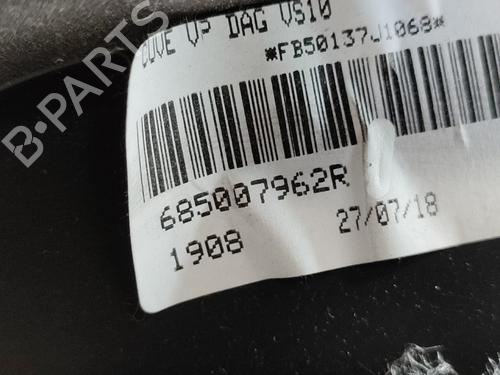 CUVE VP DAG VS10
*FB50137J1068*
685007962R
1908
27/07/18
B-PARTS